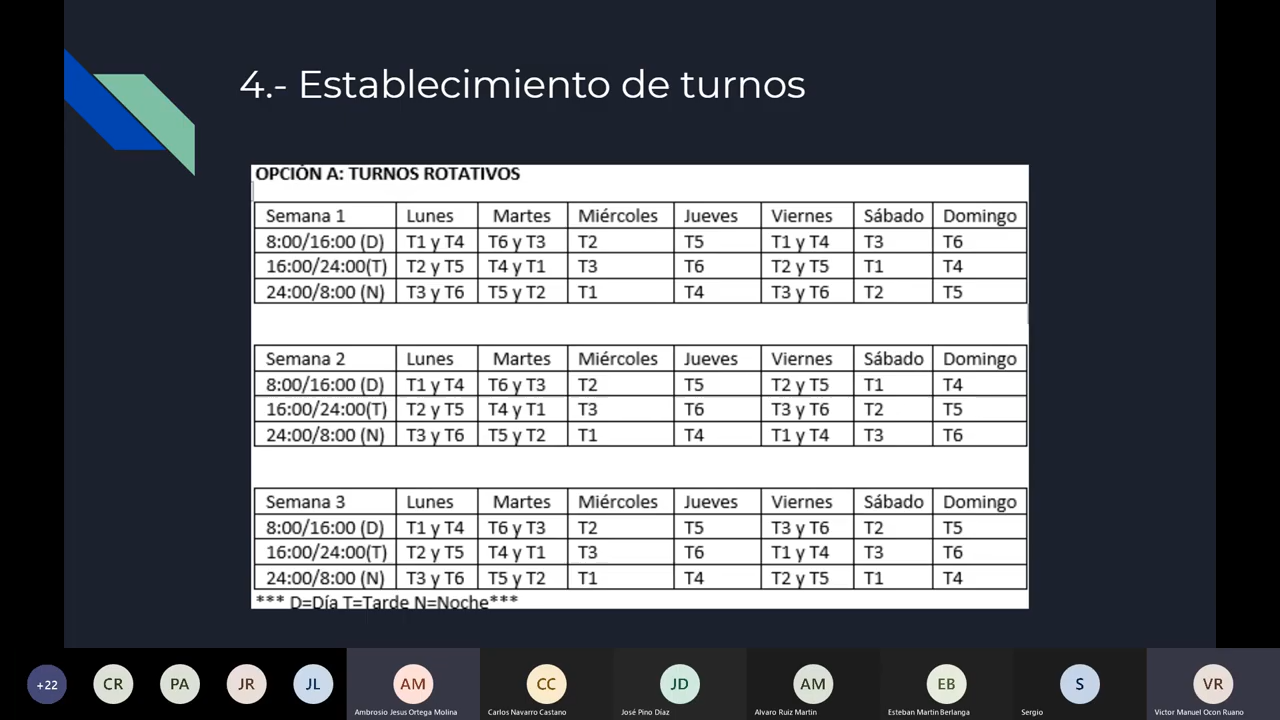 4.- Establecimiento de turnos
OPCIÓN A: TURNOS ROTATIVOS
Semana 1 Lunes Martes Miércoles Jueves Viernes Sábado Domingo
8:00/16:00 (D) T1 y T4 T6 y T3 T2 T5 T1 y T4 T3 T6
16:00/24:00(T) T2 y T5 T4 y T1 T3 T6 T2 y T5 T1 T4
24:00/8:00 (N) T3 y T6 T5 y T2 T1 T4 T3 y T6 T2 T5
Semana 2 Lunes Martes Miércoles Jueves Viernes Sábado Domingo
8:00/16:00 (D) T1 y T4 T6 y T3 T2 T5 T2 y T5 T1 T4
16:00/24:00(T) T2 y T5 T4 y T1 T3 T6 T3 y T6 T2 T5
24:00/8:00 (N) T3 y T6 T5 y T2 T1 T4 T1 y T4 T3 T6
Semana 3 Lunes Martes Miércoles Jueves Viernes Sábado Domingo
8:00/16:00 (D) T1 y T4 T6 y T3 T2 T5 T3 y T6 T2 T5
16:00/24:00(T) T2 y T5 T4 y T1 T3 T6 T1 y T4 T3 T6
24:00/8:00 (N) T3 y T6 T5 y T2 T1 T4 T2 y T5 T1 T4
*** D=Día T=Tarde N=Noche***
+22 CR PA JR JL AM CC JD AM EB S VR
Ambrosio Jesus Ortega Molina Carlos Navarro Castano José Pino Díaz Alvaro Ruiz Martin Esteban Martin Berlanga Sergio Victor Manuel Ocon Ruano